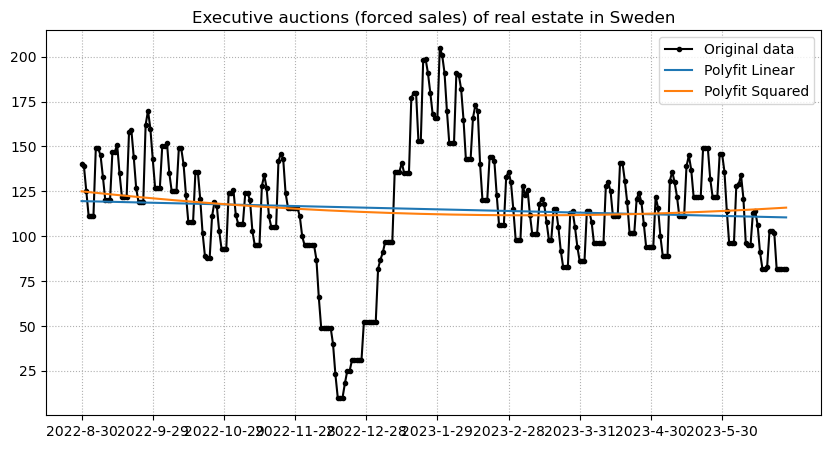 Executive auctions (forced sales) of real estate in Sweden
Original data
Polyfit Linear
Polyfit Squared
200
175
150
125
100
75
50
25
2022-8-30 2022-9-29 2022-10-29 2022-11-28 2022-12-28 2023-1-29 2023-2-28 2023-3-31 2023-4-30 2023-5-30